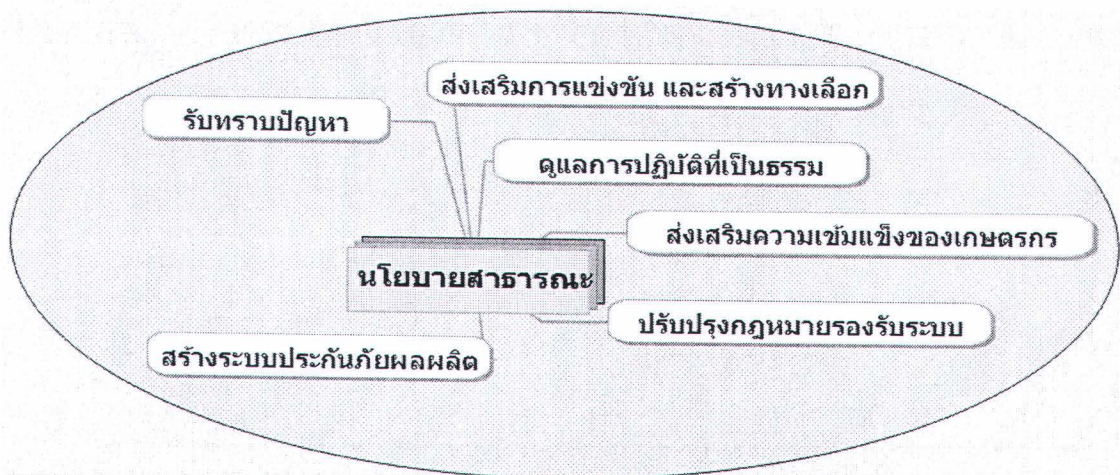 ส่งเสริมการแข่งขัน และสร้างทางเลือก
รับทราบปัญหา
ดูแลการปฏิบัติที่เป็นธรรม
ส่งเสริมความเข้มแข็งของเกษตรกร
นโยบายสาธารณะ
ปรับปรุงกฎหมายรองรับระบบ
สร้างระบบประกันภัยผลผลิต